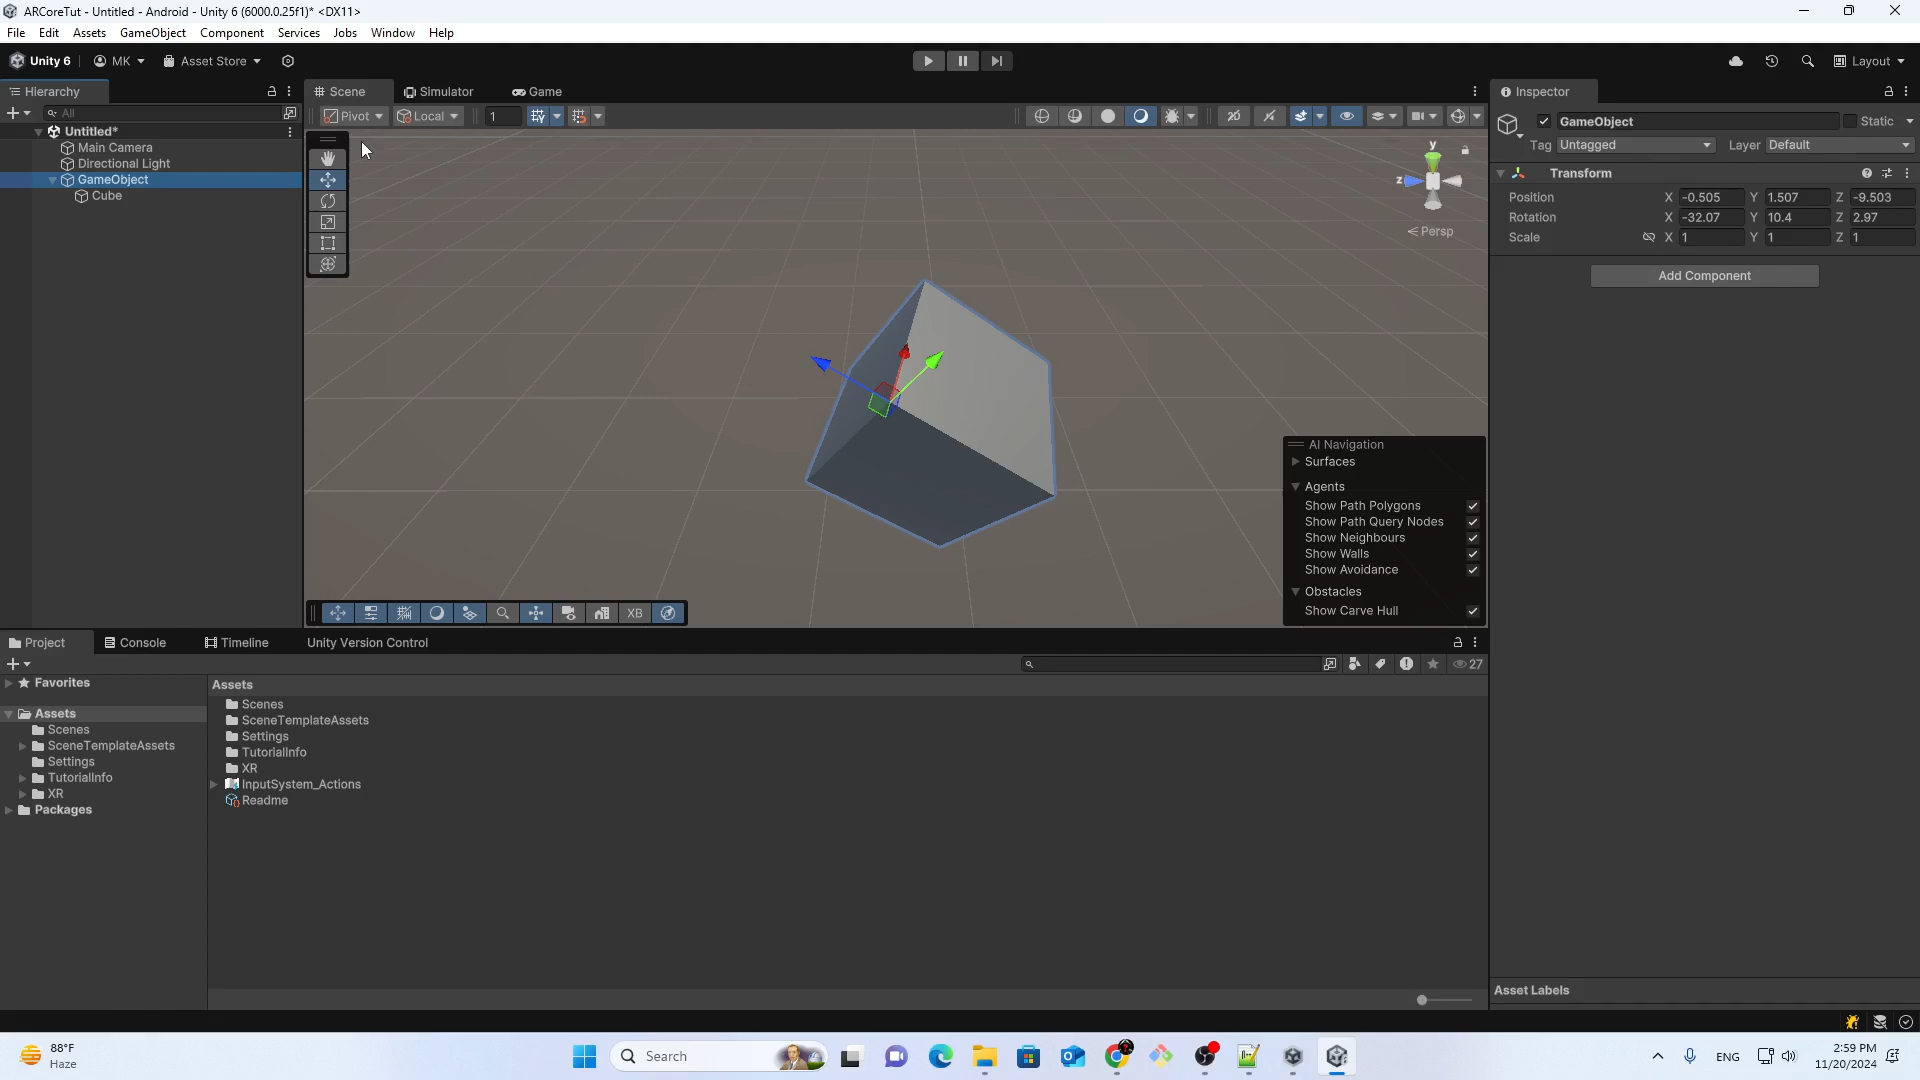 ARCoreTut - Untitled - Android - Unity 6 (6000.0.25f1)* <DX11>
File Edit Assets GameObject Component Services Jobs Window Help
Unity 6 MK Asset Store Layout
Hierarchy
All
Untitled*
Main Camera
Directional Light
GameObject
Cube
Scene Simulator Game
Pivot Local 1 2D
y
z
Persp
AI Navigation
Surfaces
Agents
Show Path Polygons
Show Path Query Nodes
Show Neighbours
Show Walls
Show Avoidance
Obstacles
Show Carve Hull
XB
Inspector
GameObject Static
Tag Untagged Layer Default
Transform
Position X -0.505 Y 1.507 Z -9.503
Rotation X -32.07 Y 10.4 Z 2.97
Scale X 1 Y 1 Z 1
Add Component
Asset Labels
Project Console Timeline Unity Version Control
27
Favorites
Assets
Scenes
SceneTemplateAssets
Settings
TutorialInfo
XR
Packages
Assets
Scenes
SceneTemplateAssets
Settings
TutorialInfo
XR
InputSystem_Actions
Readme
88°F
Haze
Search
ENG
2:59 PM
11/20/2024